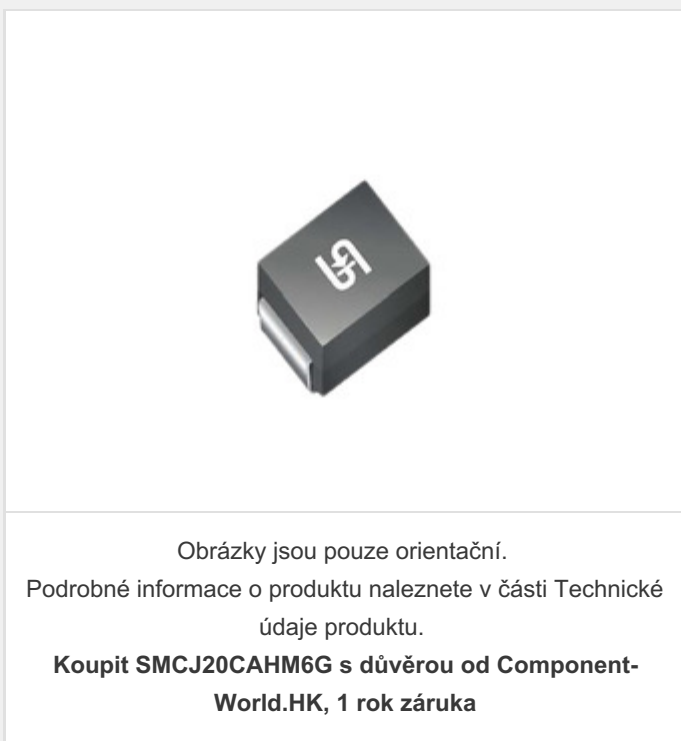 Obrázky jsou pouze orientační.
Podrobné informace o produktu naleznete v části Technické
údaje produktu.
Koupit SMCJ20CAHM6G s důvěrou od Component-
World.HK, 1 rok záruka